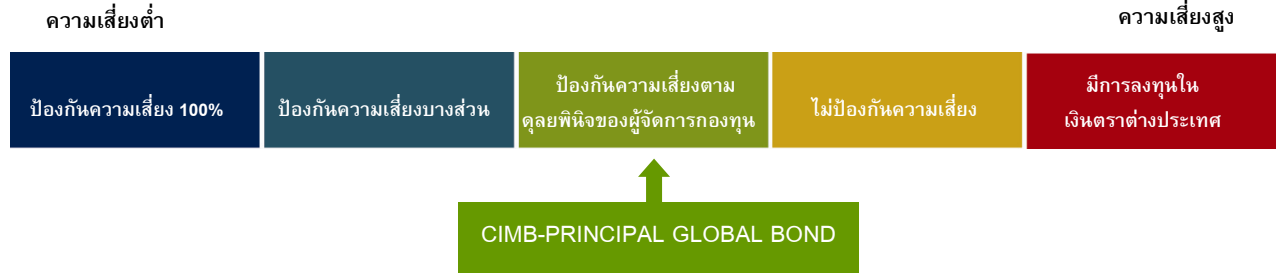 ความเสี่ยงต่ำ
ความเสี่ยงสูง
ป้องกันความเสี่ยง 100%
ป้องกันความเสี่ยงบางส่วน
ป้องกันความเสี่ยงตาม
ดุลยพินิจของผู้จัดการกองทุน
ไม่ป้องกันความเสี่ยง
มีการลงทุนใน
เงินตราต่างประเทศ
CIMB-PRINCIPAL GLOBAL BOND